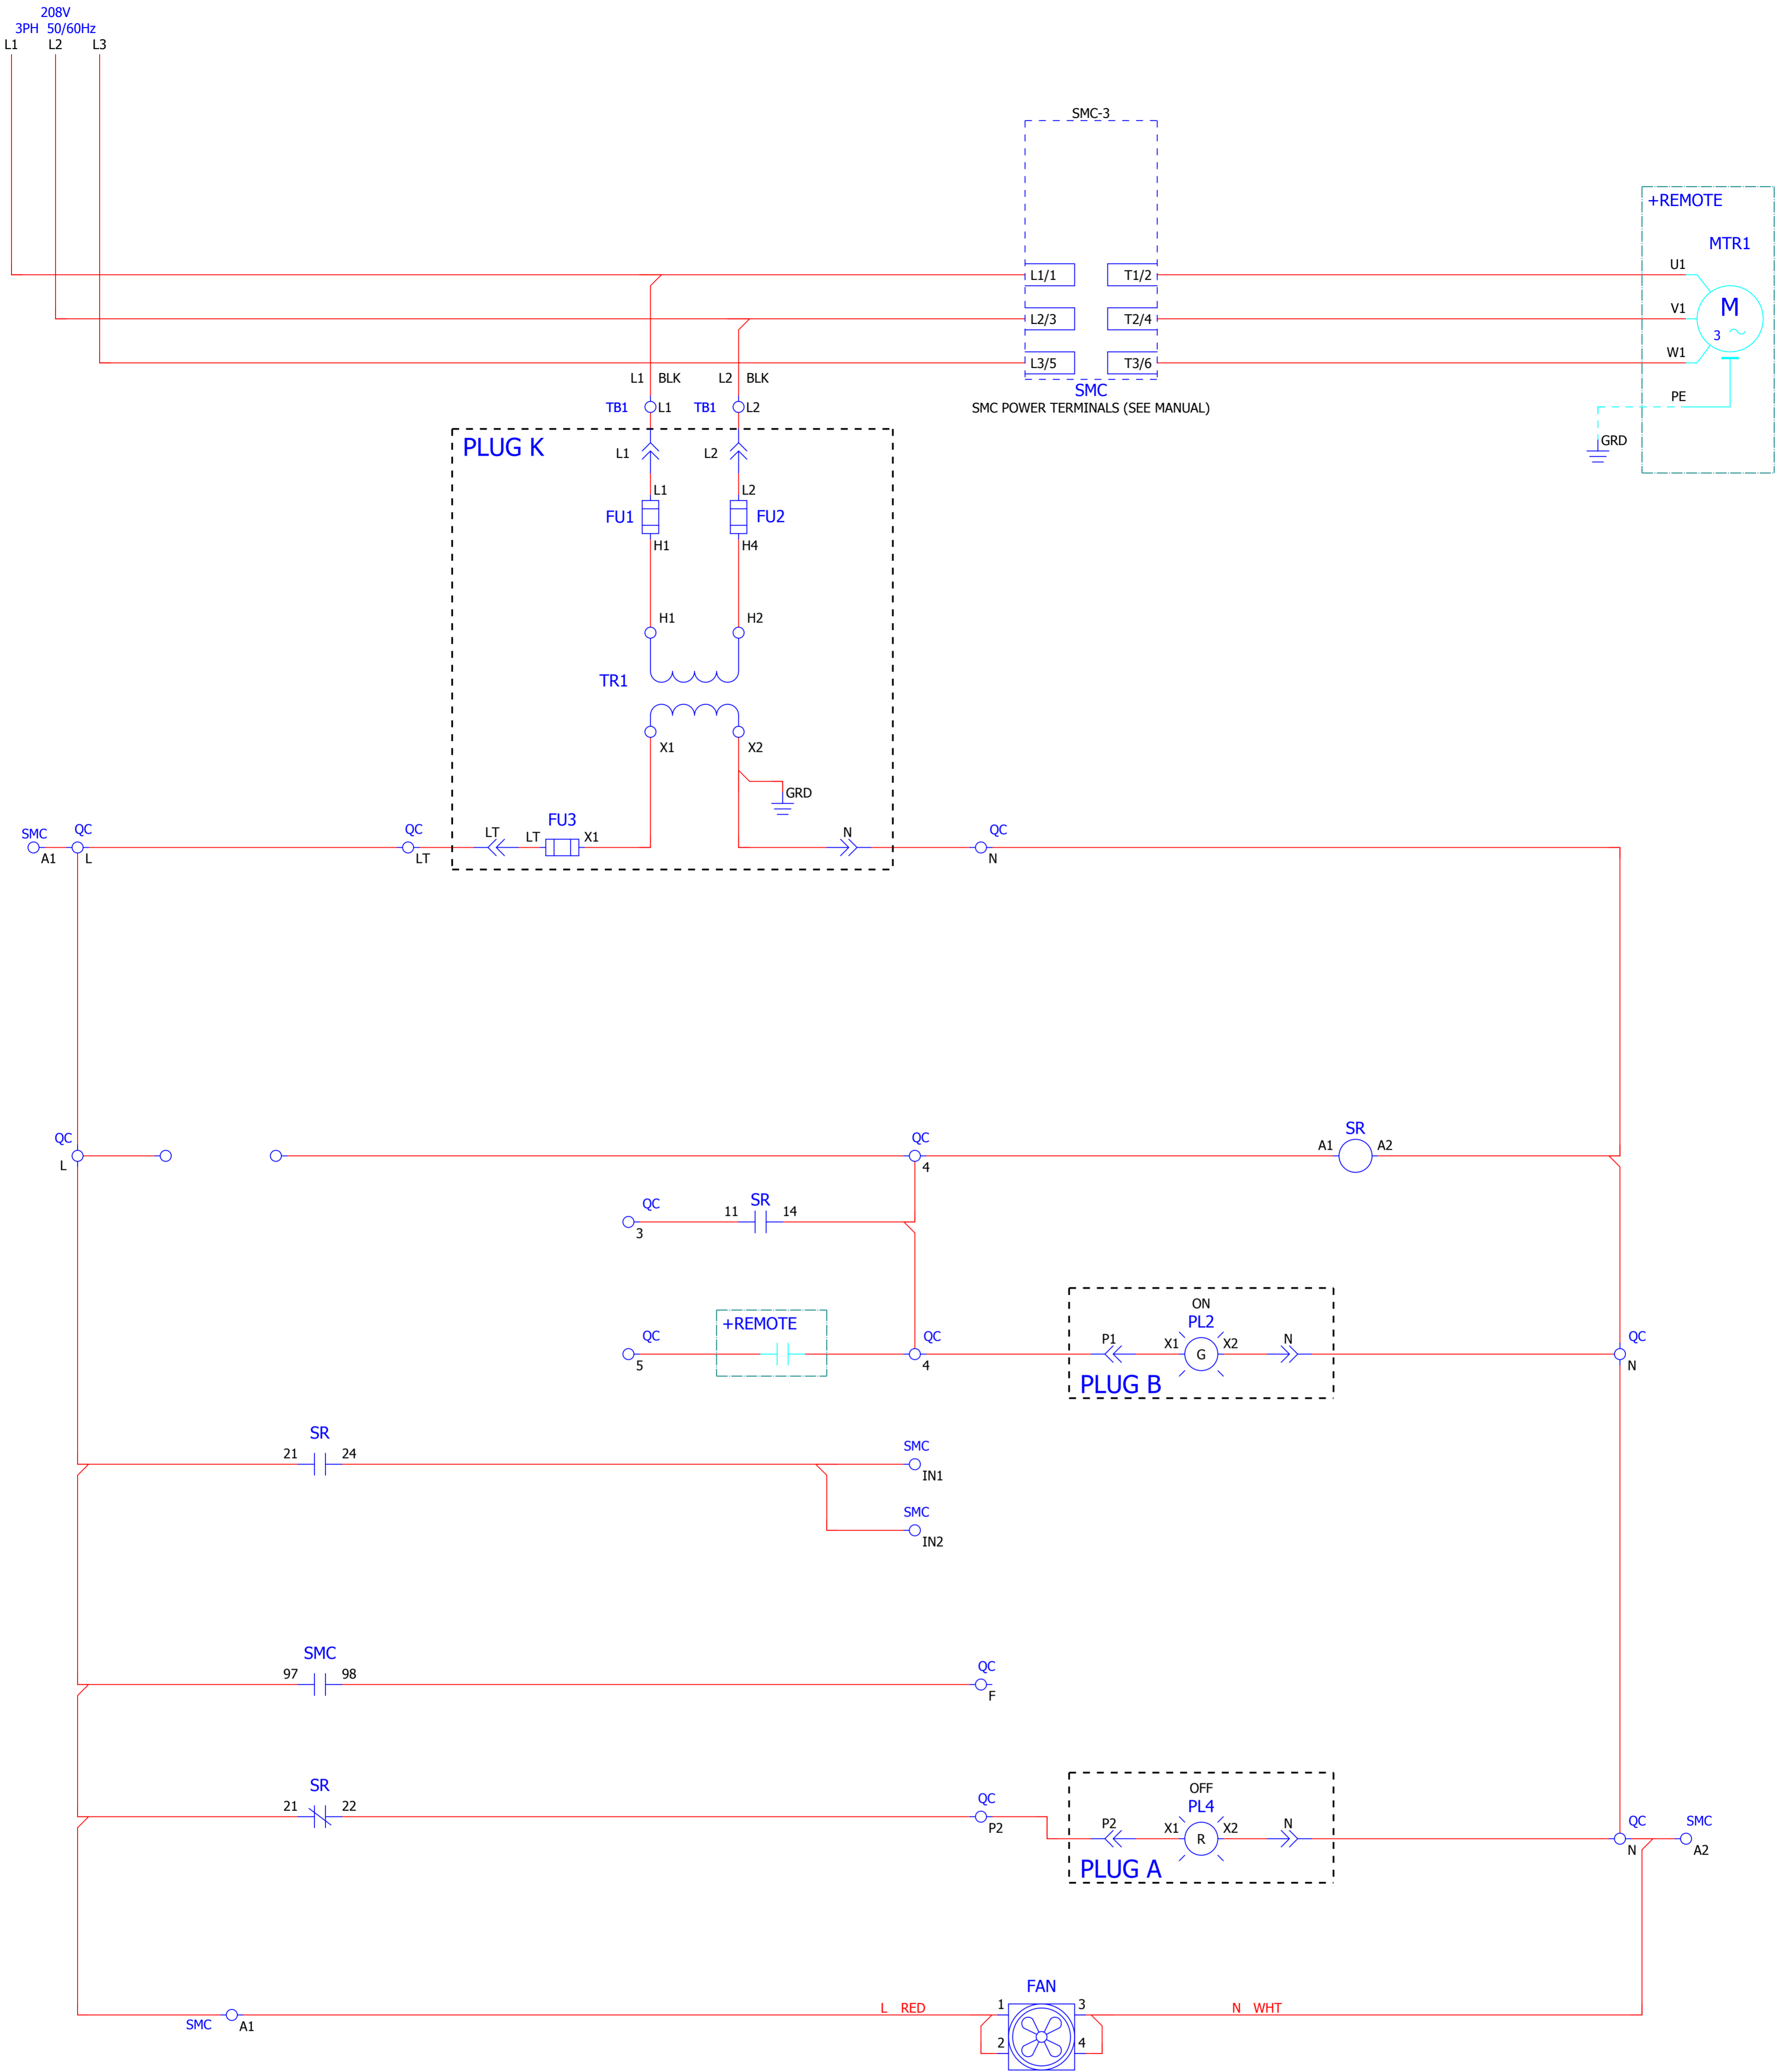 208V
3PH 50/60Hz
L1 L2 L3
SMC-3
+REMOTE
MTR1
L1/1 T1/2 U1
L2/3 T2/4 V1 M
3
L3/5 T3/6 W1
L1 BLK L2 BLK
SMC
PE
TB1 L1 TB1 L2
SMC POWER TERMINALS (SEE MANUAL)
GRD
PLUG K
L1 L2
L1 L2
FU1 FU2
H1 H4
H1 H2
TR1
X1 X2
GRD
FU3
SMC QC QC LT LT X1 N QC
A1 L LT N
QC QC SR
A1 A2
L 4
QC SR
11 14
3
ON
+REMOTE PL2
QC QC P1 X1 X2 N QC
G
5 4 N
PLUG B
SR
21 24 SMC
IN1
SMC
IN2
SMC
97 98 QC
F
SR OFF
21 22 QC PL4
P2 P2 X1 X2 N QC SMC
R
N A2
PLUG A
FAN
L RED 1 3 N WHT
SMC A1
2 4